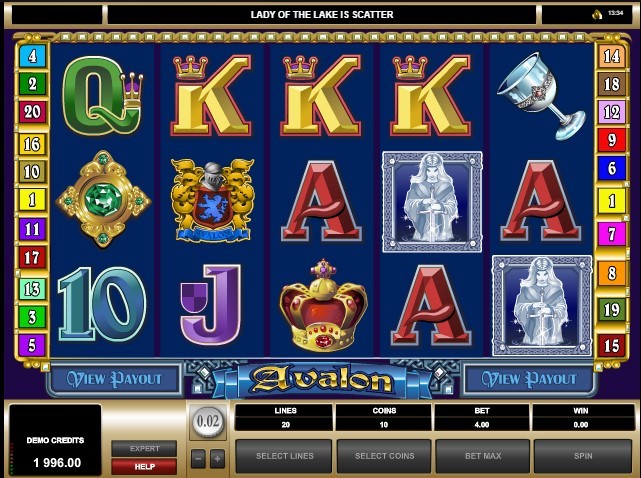 LADY OF THE LAKE IS SCATTER
13:34
4
2
20
16
10
1
11
17
13
3
5
Q K K K
A A
10 J A
14
18
12
9
6
1
7
8
19
15
AVALON
VIEW PAYOUT
Avalon
VIEW PAYOUT
DEMO CREDITS
1 996.00
EXPERT
HELP
0.02
- +
LINES
20
COINS
10
BET
4.00
WIN
0.00
SELECT LINES
SELECT COINS
BET MAX
SPIN